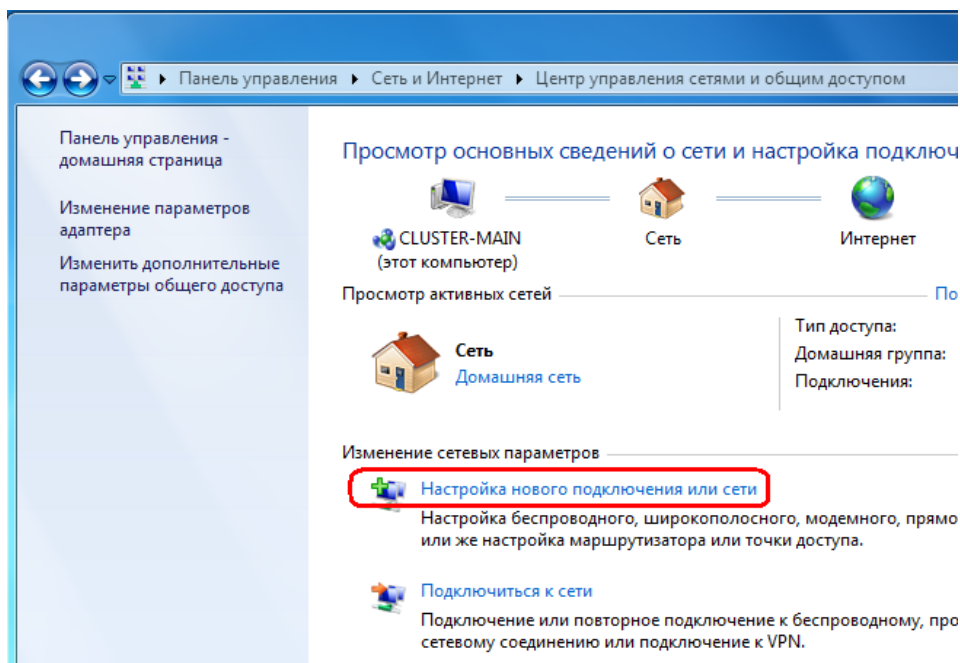 Панель управления ▸ Сеть и Интернет ▸ Центр управления сетями и общим доступом
Панель управления -
домашняя страница
Изменение параметров
адаптера
Изменить дополнительные
параметры общего доступа
Просмотр основных сведений о сети и настройка подключ
CLUSTER-MAIN
(этот компьютер)
Сеть
Интернет
Просмотр активных сетей
По
Сеть
Домашняя сеть
Тип доступа:
Домашняя группа:
Подключения:
Изменение сетевых параметров
Настройка нового подключения или сети
Настройка беспроводного, широкополосного, модемного, прямо
или же настройка маршрутизатора или точки доступа.
Подключиться к сети
Подключение или повторное подключение к беспроводному, про
сетевому соединению или подключение к VPN.